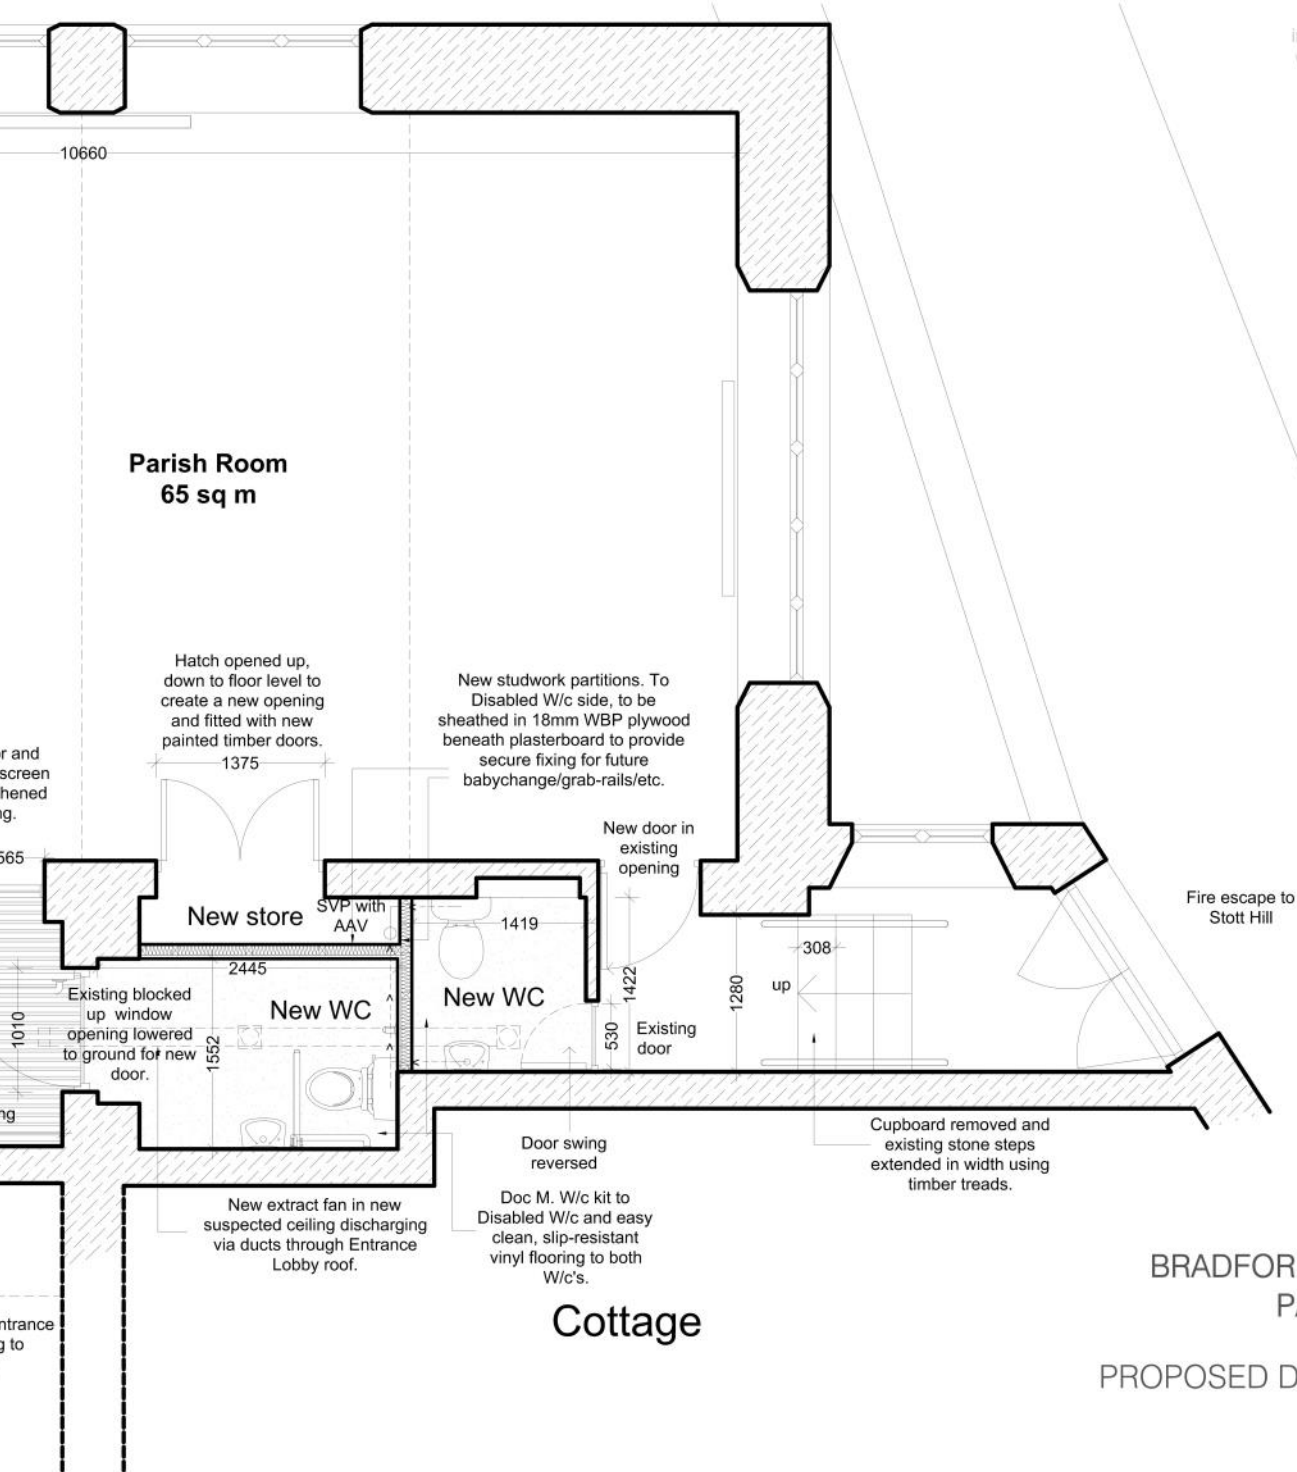 10660
Parish Room
65 sq m
Hatch opened up,
down to floor level to
create a new opening
and fitted with new
painted timber doors.
1375
New studwork partitions. To
Disabled W/c side, to be
sheathed in 18mm WBP plywood
beneath plasterboard to provide
secure fixing for future
babychange/grab-rails/etc.
r and
screen
hened
ng.
565
New door in
existing
opening
Fire escape to
Stott Hill
New store
SVP with
AAV
1419
308
up
2445
1422
1280
New WC
New WC
Existing blocked
up window
opening lowered
to ground for new
door.
1010
1552
530
Existing
door
ng
Cupboard removed and
existing stone steps
extended in width using
timber treads.
Door swing
reversed
New extract fan in new
suspected ceiling discharging
via ducts through Entrance
Lobby roof.
Doc M. W/c kit to
Disabled W/c and easy
clean, slip-resistant
vinyl flooring to both
W/c's.
Cottage
ntrance
g to
BRADFOR
PA
PROPOSED D